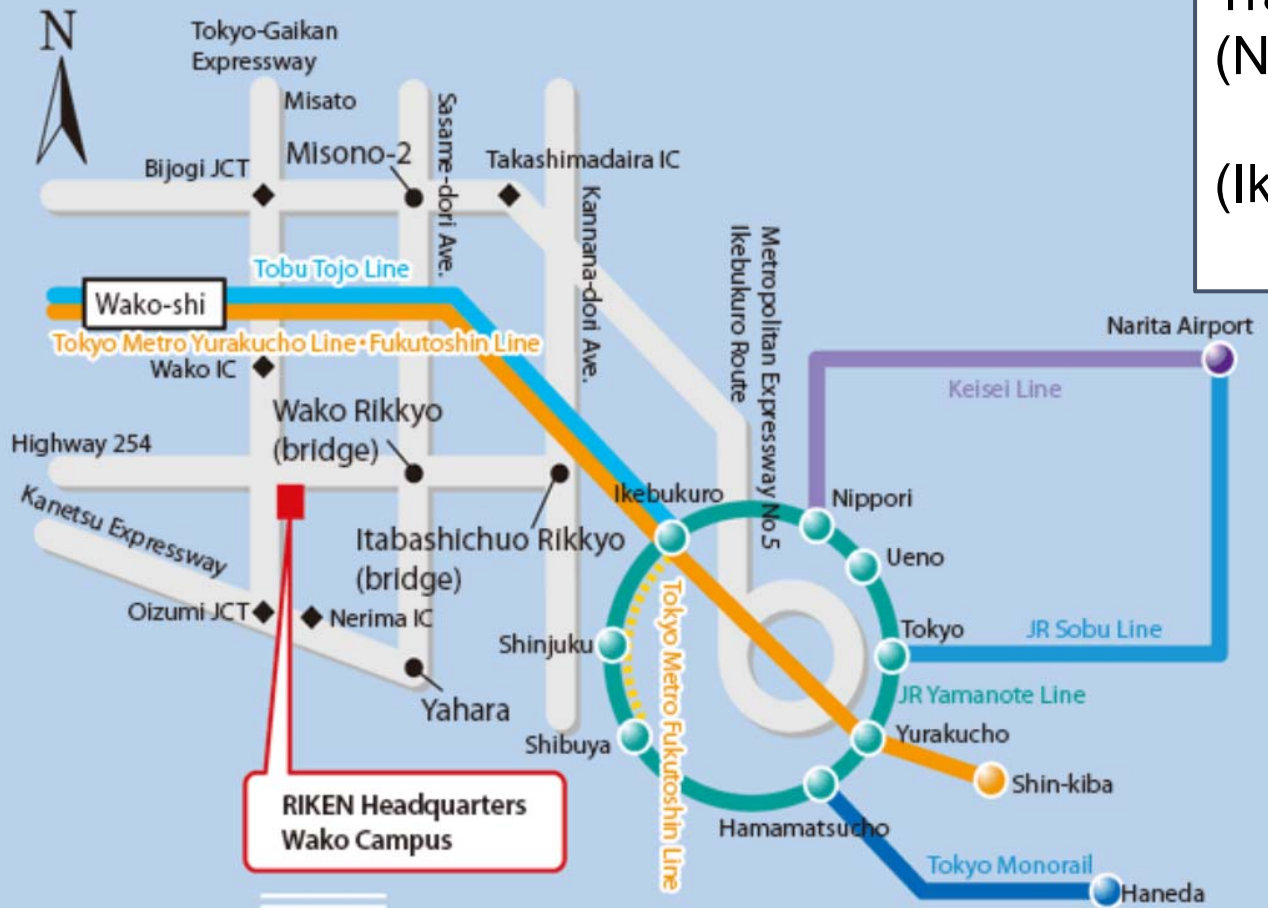 N
Tokyo-Gaikan
Expressway
Misato
Bijogi JCT
Misono-2
Sasame-dori Ave.
Takashimadaira IC
Kannana-dori Ave.
Metropolitan Expressway No.5
Ikebukuro Route
(N
(Ik
Tobu Tojo Line
Wako-shi
Tokyo Metro Yurakucho Line・Fukutoshin Line
Wako IC
Narita Airport
Keisei Line
Wako Rikkyo
(bridge)
Highway 254
Kanetsu Expressway
Ikebukuro
Nippori
Itabashichuo Rikkyo
(bridge)
Ueno
Oizumi JCT
Nerima IC
Shinjuku
Tokyo Metro Fukutoshin Line
Tokyo
JR Sobu Line
JR Yamanote Line
Yahara
Shibuya
Yurakucho
Shin-kiba
RIKEN Headquarters
Wako Campus
Hamamatsucho
Tokyo Monorail
Haneda